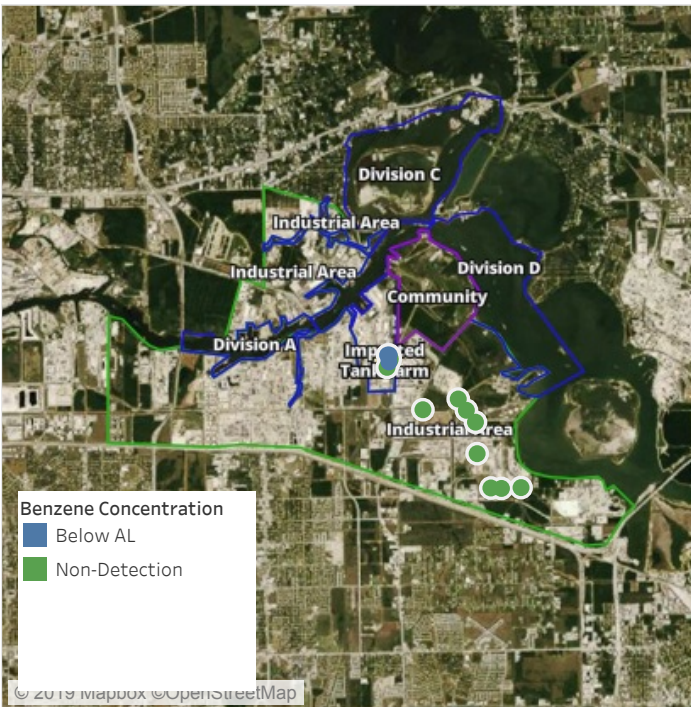 Division C
Industrial Area
Division D
Industrial Area
Community
Division A
Tank Farm
Industrial Area
Benzene Concentration
Below AL
Non-Detection
© 2019 Mapbox ©OpenStreetMap